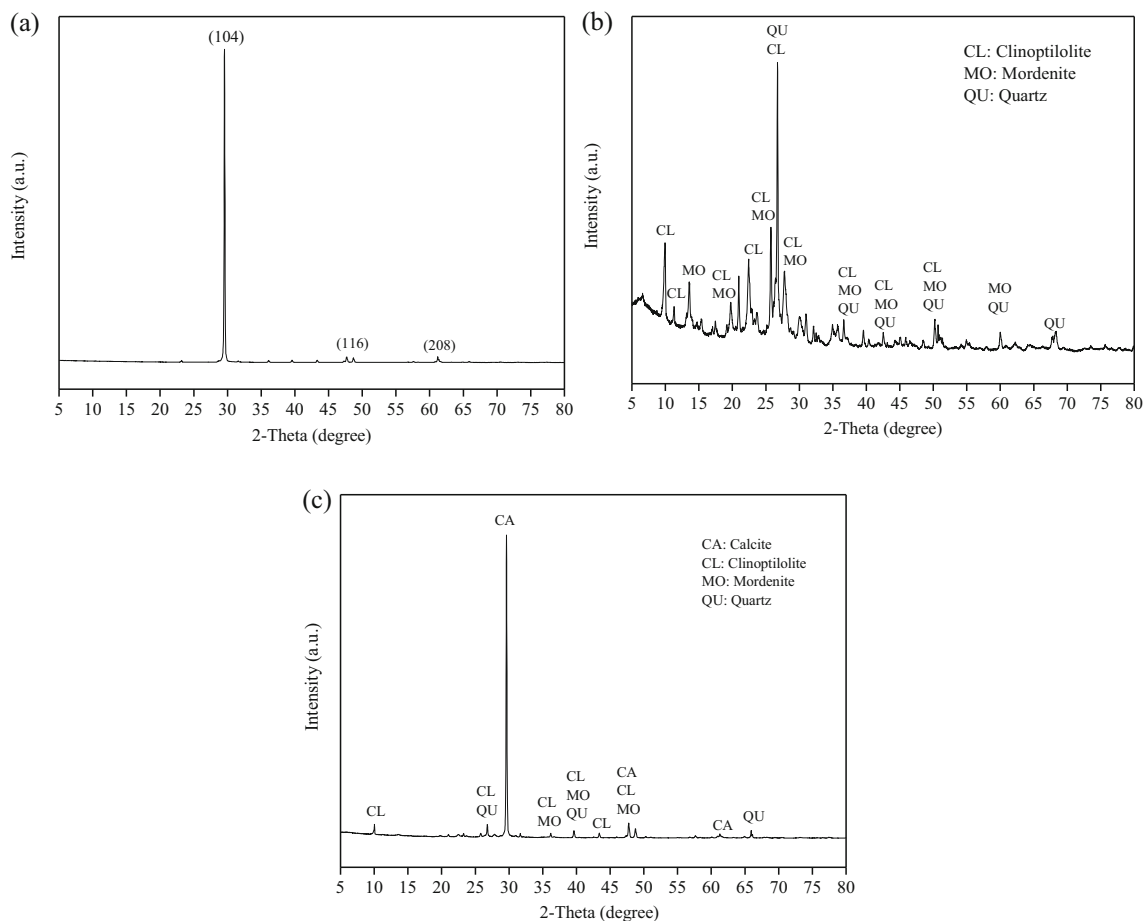 (a)
(104)
(116)
(208)
Intensity (a.u.)
5 10 15 20 25 30 35 40 45 50 55 60 65 70 75 80
2-Theta (degree)
(b)
QU
CL
CL: Clinoptilolite
MO: Mordenite
QU: Quartz
CL
MO
CL
CL
MO
CL
MO
CL
CL
MO
CL
MO
QU
CL
MO
QU
CL
MO
QU
MO
QU
QU
Intensity (a.u.)
5 10 15 20 25 30 35 40 45 50 55 60 65 70 75 80
2-Theta (degree)
(c)
CA
CA: Calcite
CL: Clinoptilolite
MO: Mordenite
QU: Quartz
CL
CL
QU
CL
MO
CL
MO
QU
CL
CA
CL
MO
CA
QU
Intensity (a.u.)
5 10 15 20 25 30 35 40 45 50 55 60 65 70 75 80
2-Theta (degree)